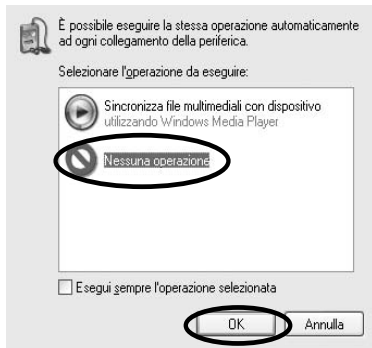 È possibile eseguire la stessa operazione automaticamente
ad ogni collegamento della periferica.
Selezionare l'operazione da eseguire:
Sincronizza file multimediali con dispositivo
utilizzando Windows Media Player
Nessuna operazione
Esegui sempre l'operazione selezionata
OK
Annulla